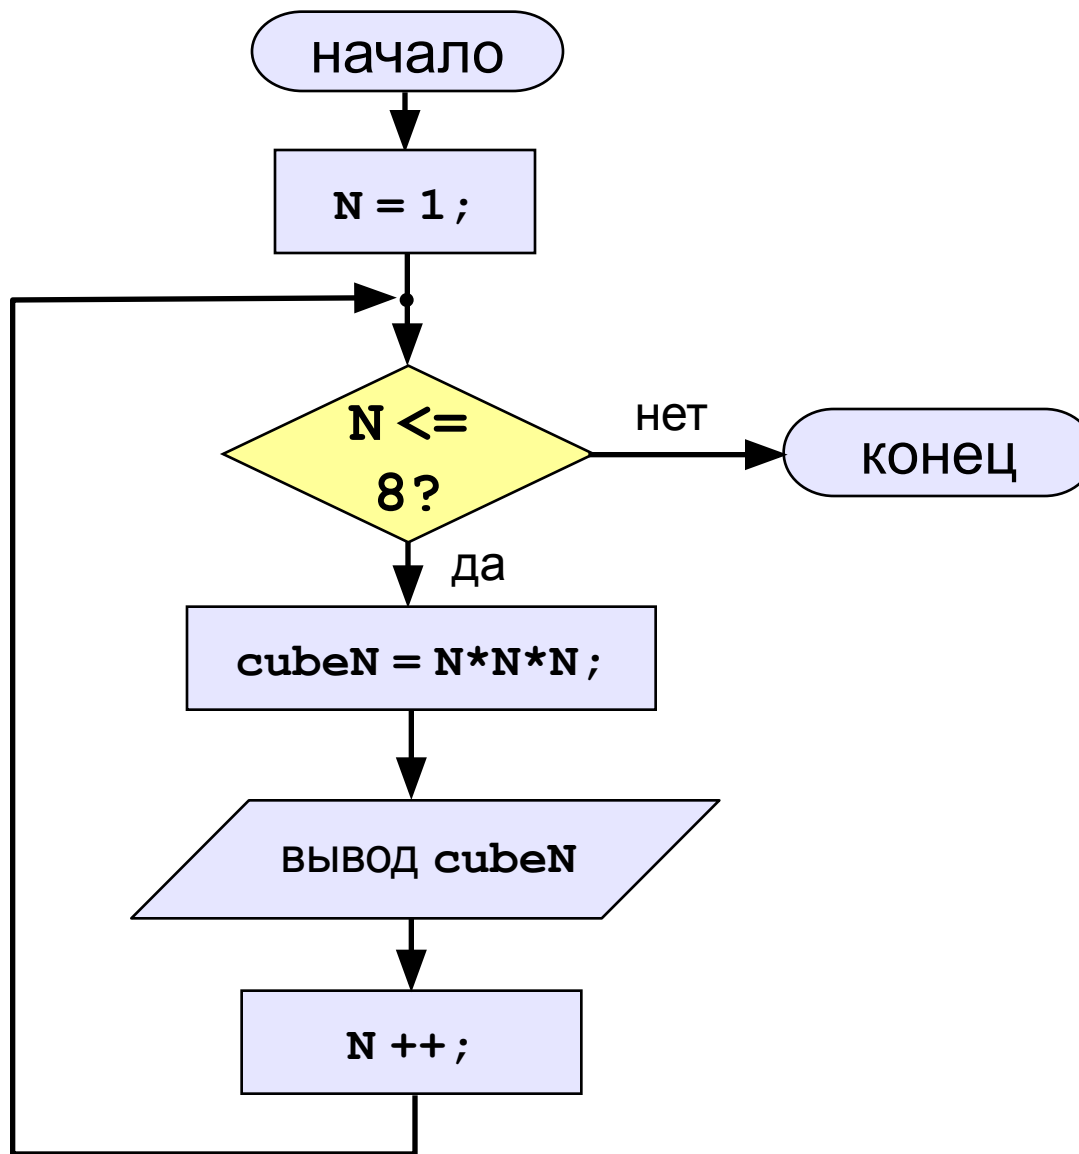 начало
N = 1;
N <=
8?
нет
конец
да
cubeN = N*N*N;
вывод cubeN
N ++;